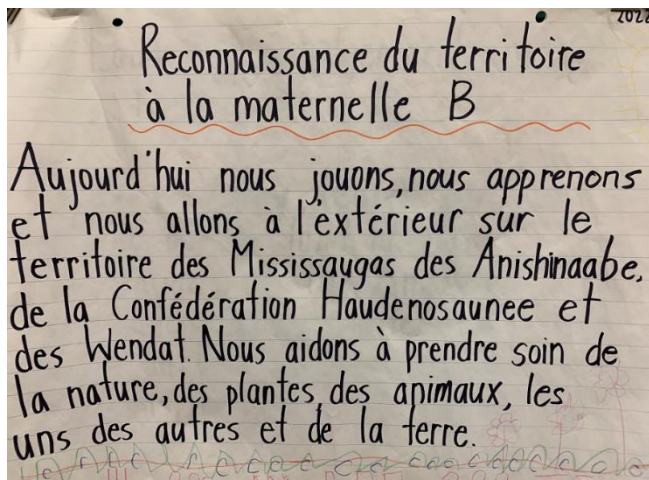 2022
Reconnaissance du territoire
à la maternelle B
Aujourd'hui nous jouons, nous apprenons
et nous allons à l'extérieur sur le
territoire des Mississaugas des Anishinaabe,
de la Confédération Haudenosaunee et
des Wendat. Nous aidons à prendre soin de
la nature, des plantes, des animaux, les
uns des autres et de la terre.